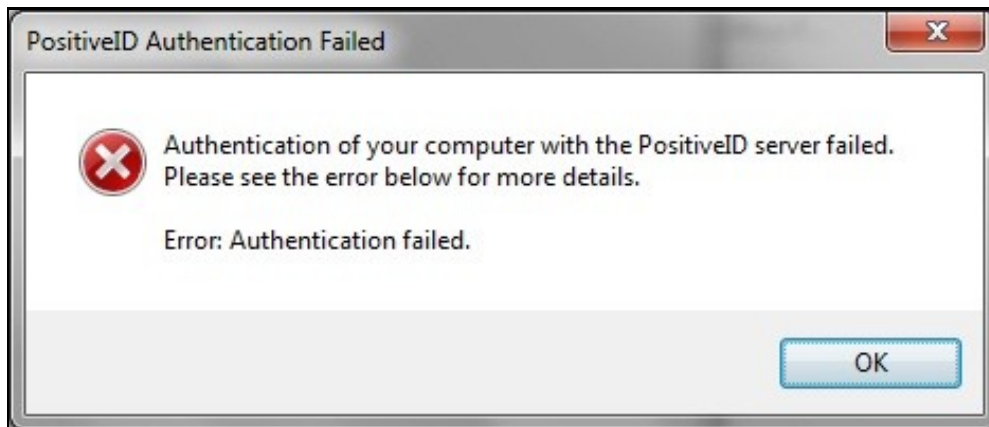 PositiveID Authentication Failed
Authentication of your computer with the PositiveID server failed.
Please see the error below for more details.
Error: Authentication failed.
OK